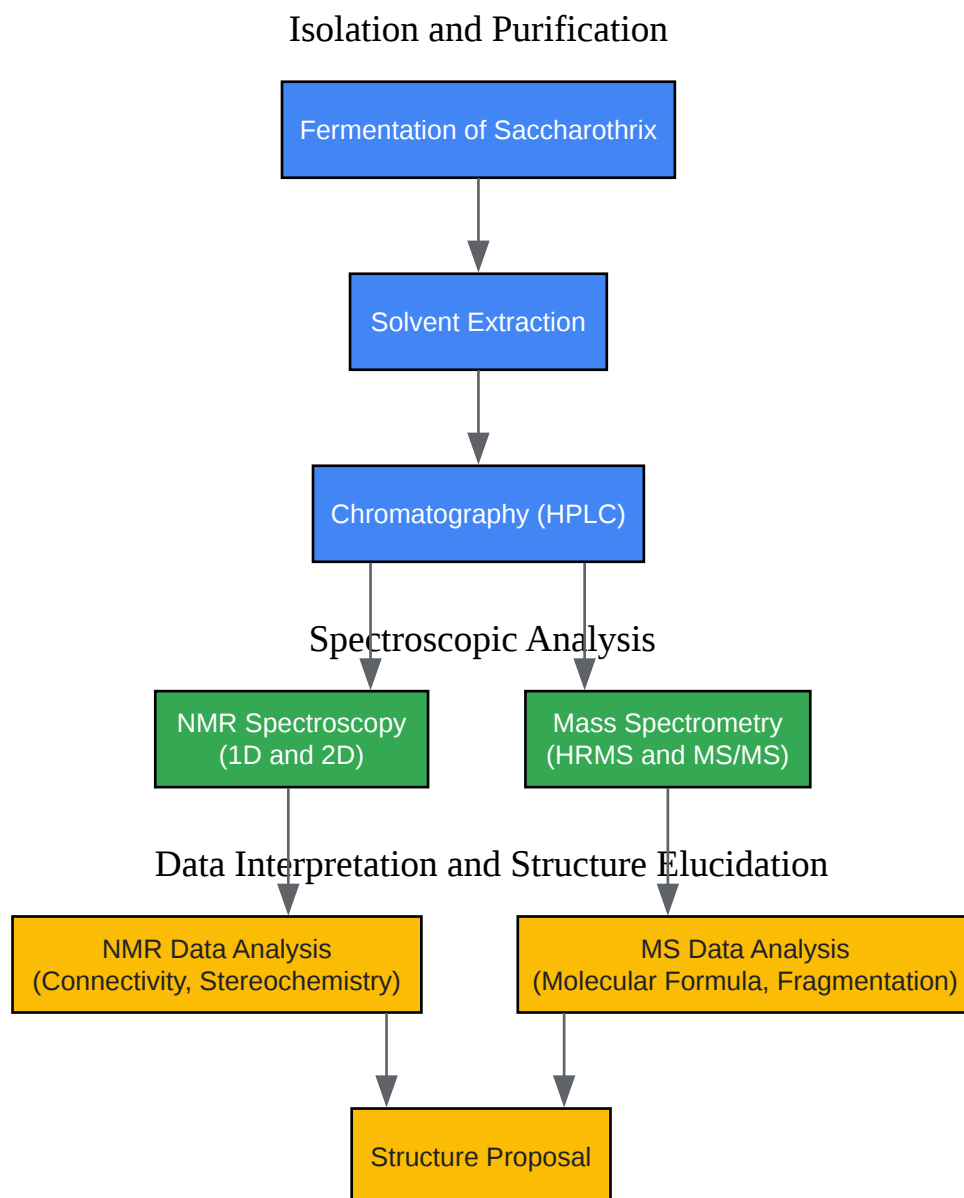 Isolation and Purification
Fermentation of Saccharothrix
Solvent Extraction
Chromatography (HPLC)
Spectroscopic Analysis
NMR Spectroscopy
(1D and 2D)
Mass Spectrometry
(HRMS and MS/MS)
Data Interpretation and Structure Elucidation
NMR Data Analysis
(Connectivity, Stereochemistry)
MS Data Analysis
(Molecular Formula, Fragmentation)
Structure Proposal